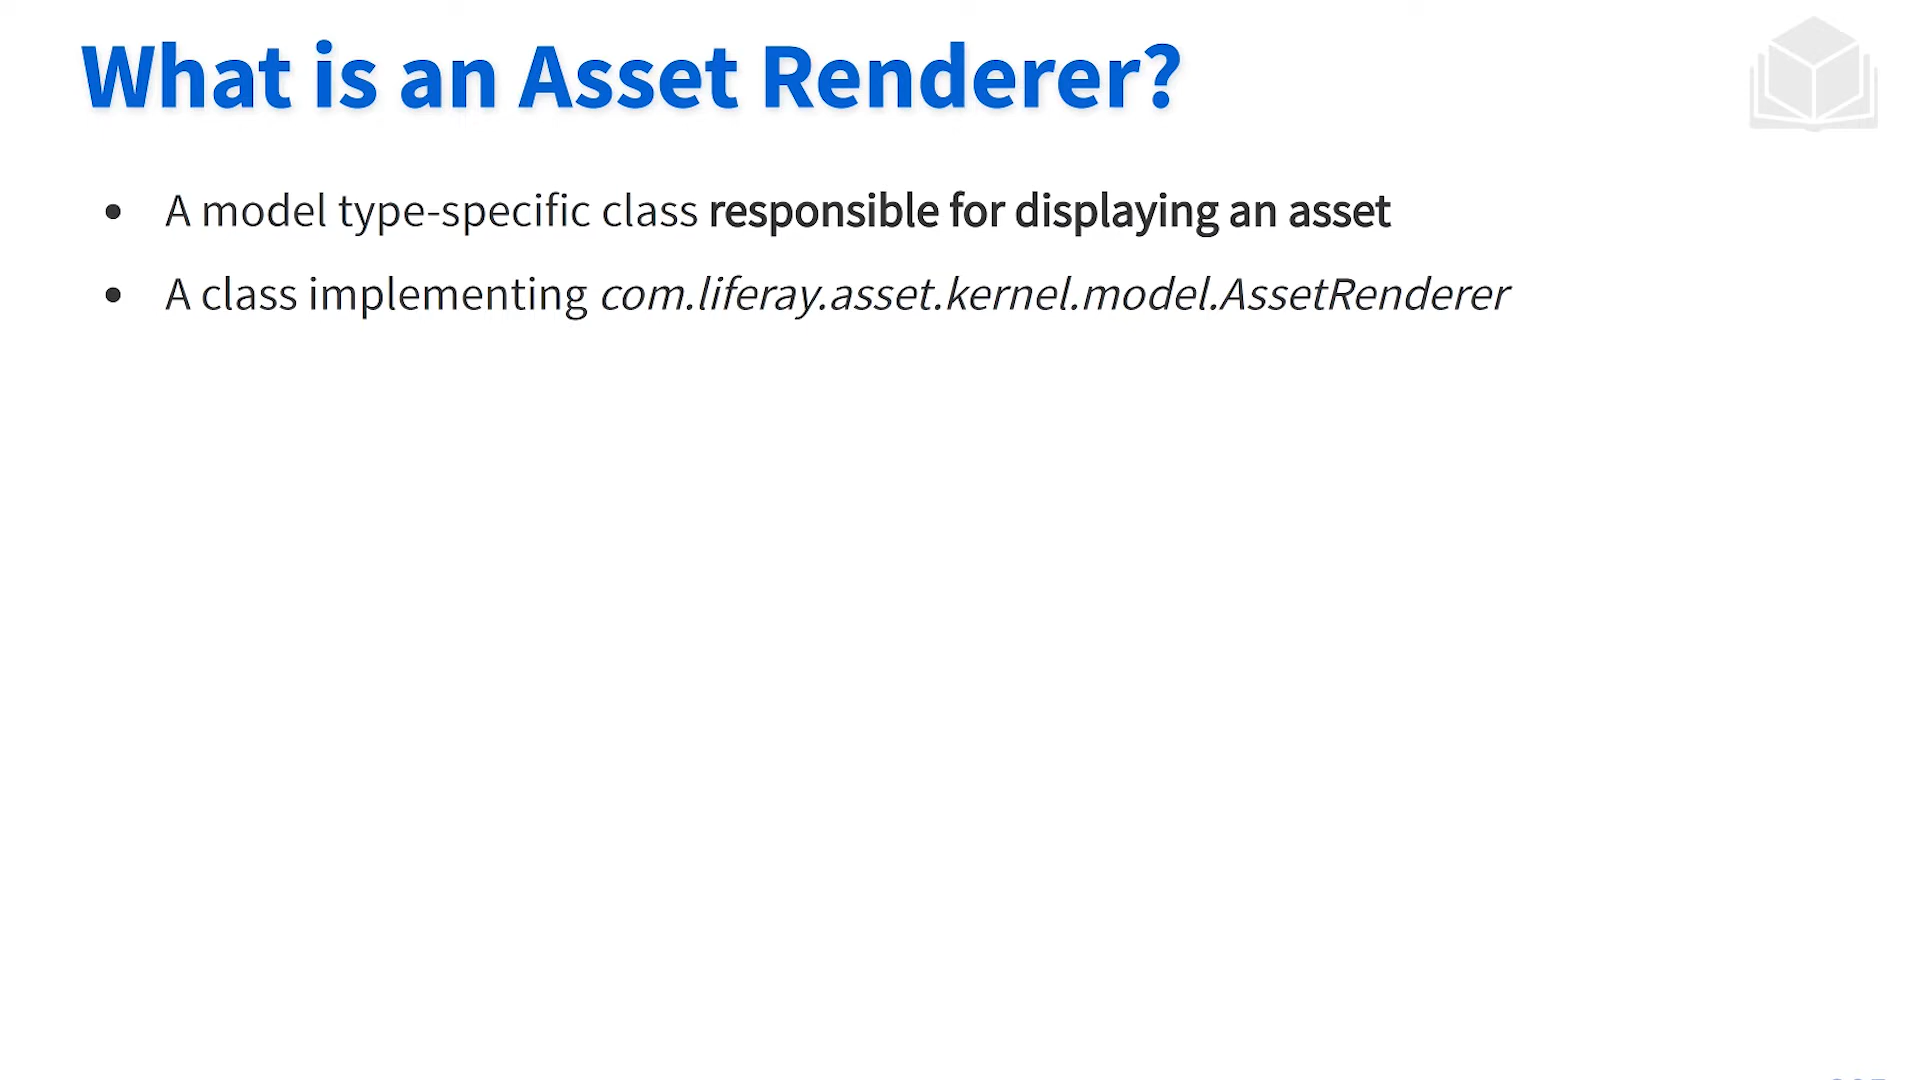 What is an Asset Renderer?
• A model type-specific class responsible for displaying an asset
• A class implementing com.liferay.asset.kernel.model.AssetRenderer